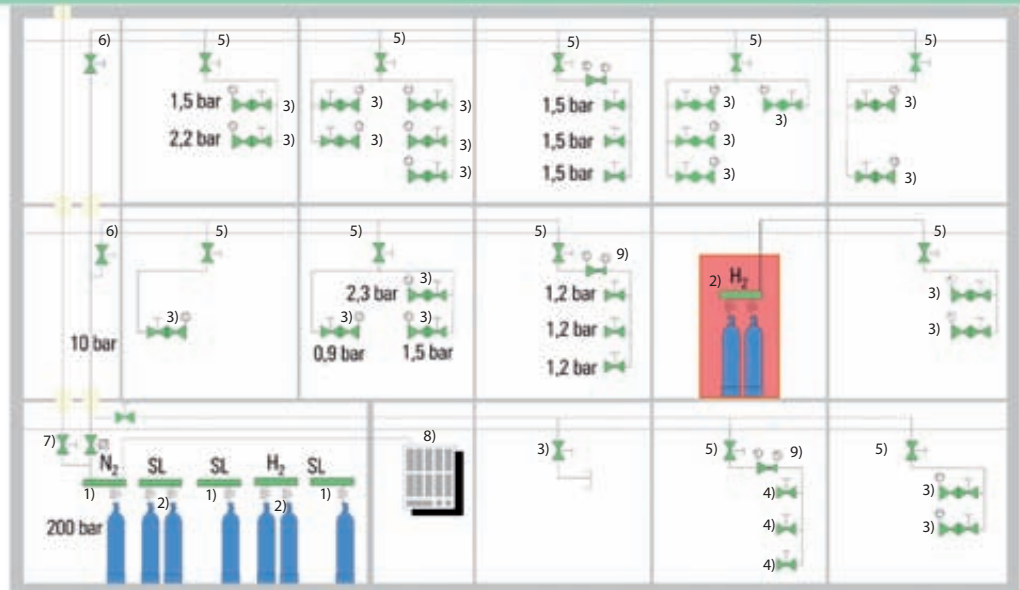 6) 5) 5) 5) 5) 5)
1,5 bar 3) 3) 3) 1,5 bar 3) 3) 3)
2,2 bar 3) 3) 3) 1,5 bar 3)
3) 1,5 bar 3) 3)
6) 5) 5) 5) 9) 2) H₂ 5)
2,3 bar 3) 1,2 bar 3)
10 bar 3) 3) 3) 1,2 bar 3)
0,9 bar 1,5 bar 1,2 bar
7) 8) 3) 5) 9) 5)
N₂ SL SL H₂ SL
1) 2) 1) 2) 1) 4) 3)
200 bar 4) 3)
4)